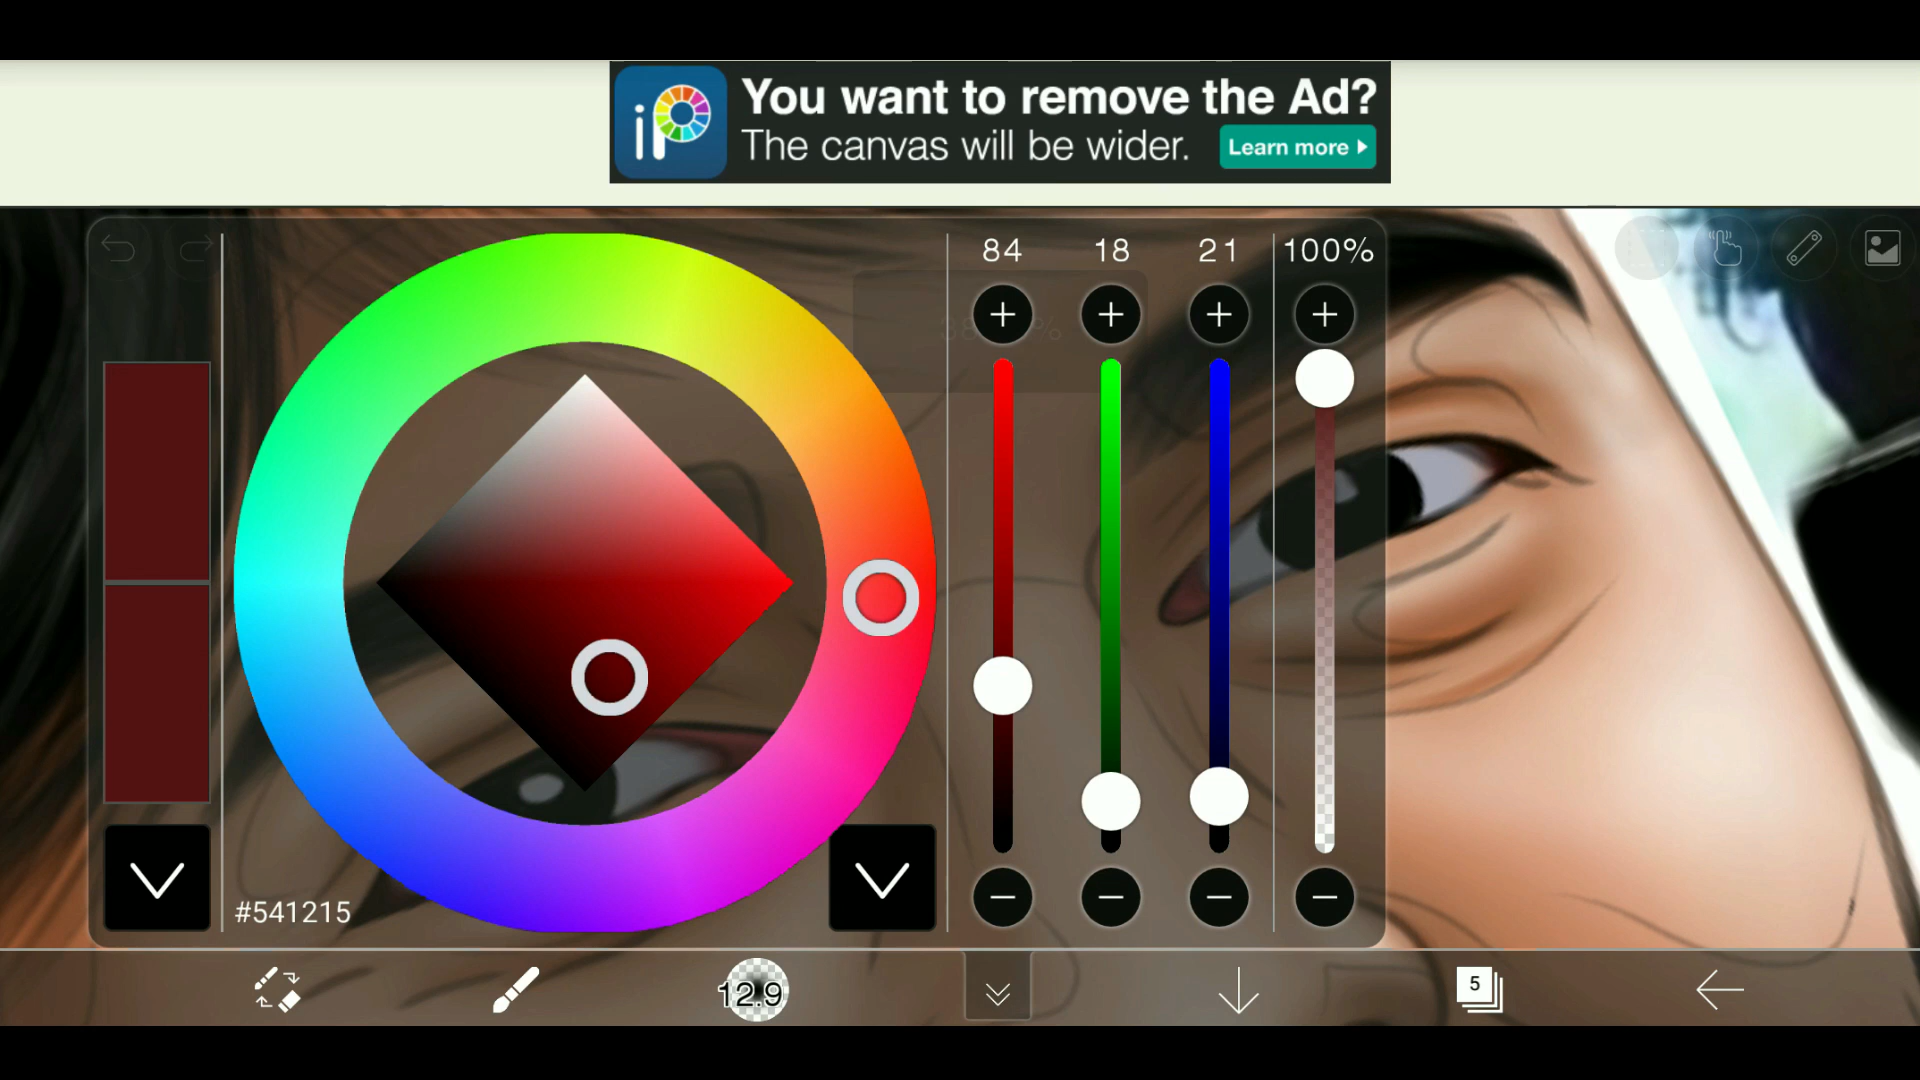 iP
You want to remove the Ad?
The canvas will be wider.
Learn more
84 18 21 100%
#541215
12.9
5